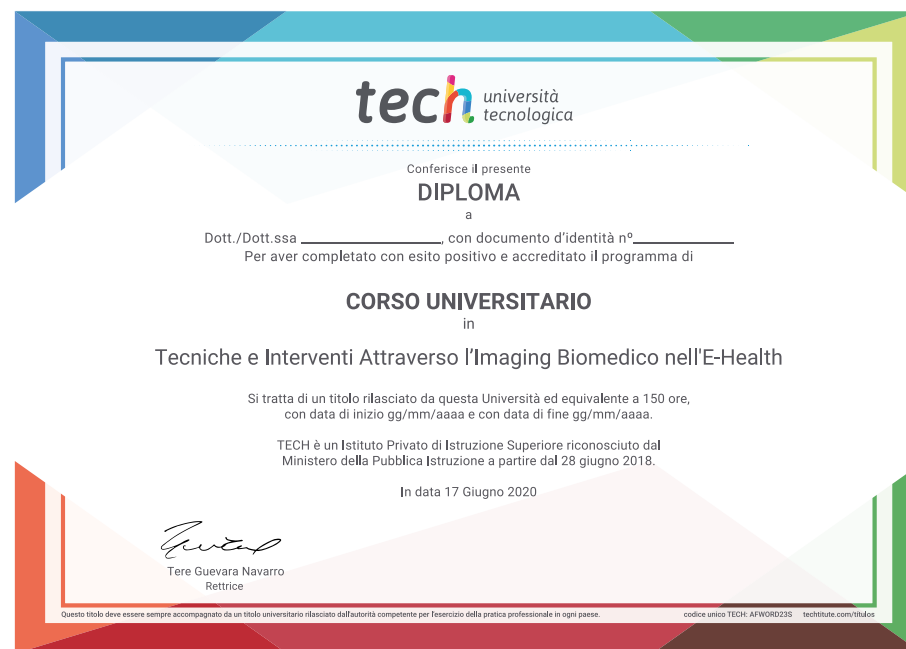 tech università
tecnologica
Conferisce il presente
DIPLOMA
a
Dott./Dott.ssa ____________________, con documento d'identità nº______________
Per aver completato con esito positivo e accreditato il programma di
CORSO UNIVERSITARIO
in
Tecniche e Interventi Attraverso l'Imaging Biomedico nell'E-Health
Si tratta di un titolo rilasciato da questa Università ed equivalente a 150 ore,
con data di inizio gg/mm/aaaa e con data di fine gg/mm/aaaa.
TECH è un Istituto Privato di Istruzione Superiore riconosciuto dal
Ministero della Pubblica Istruzione a partire dal 28 giugno 2018.
In data 17 Giugno 2020
Tere Guevara Navarro
Rettrice
Questo titolo deve essere sempre accompagnato da un titolo universitario rilasciato dall'autorità competente per l'esercizio della pratica professionale in ogni paese. codice unico TECH: AFWORD23S techtitute.com/titulos